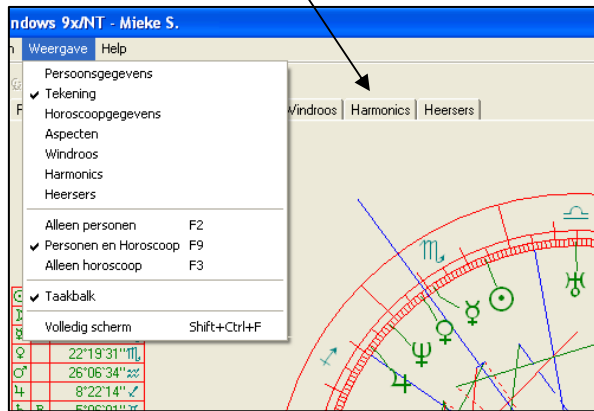 ndows 9x/NT - Mieke S.
Weergave Help
Persoonsgegevens
Tekening
Horoscoopgegevens
Aspecten
Windroos
Harmonics
Heersers
Alleen personen F2
Personen en Horoscoop F9
Alleen horoscoop F3
Taakbalk
Volledig scherm Shift+Ctrl+F
Windroos Harmonics Heersers
♏ ♎
☉ ☿ ♀ ♅
♆ ♃ ♐
♀ 22°19'31"♏
♂ 26°06'34"♒
♃ 8°22'14"♐